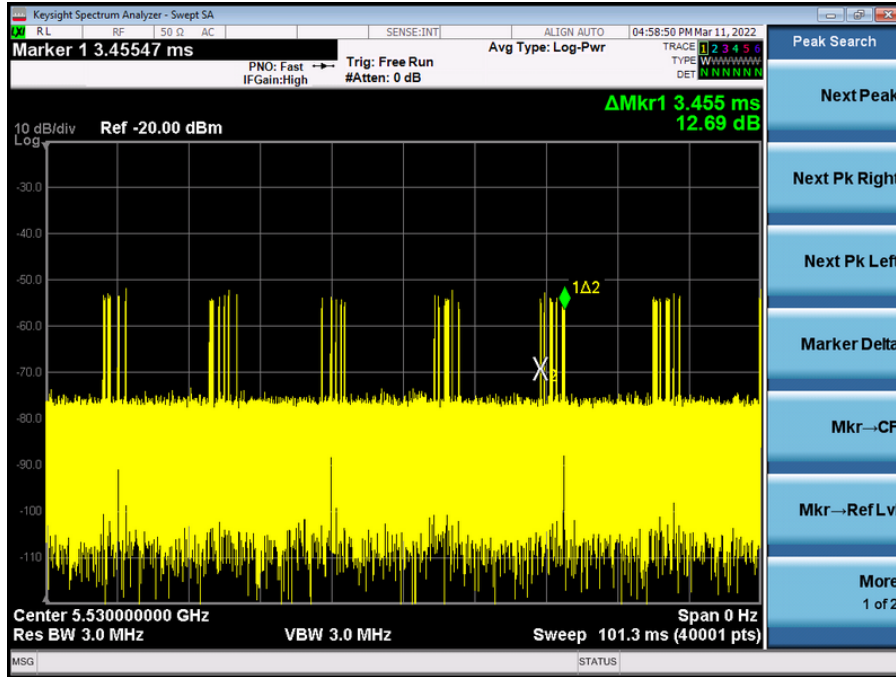 Keysight Spectrum Analyzer - Swept SA
LXI RL RF 50 Ω AC SENSE:INT ALIGN AUTO 04:58:50 PM Mar 11, 2022
Marker 1 3.45547 ms
PNO: Fast
IFGain:High
Trig: Free Run
#Atten: 0 dB
Avg Type: Log-Pwr
TRACE 1 2 3 4 5 6
TYPE WWWWWW
DET N N N N N N
ΔMkr1 3.455 ms
12.69 dB
10 dB/div Ref -20.00 dBm
Log
-30.0
-40.0
-50.0
1Δ2
-60.0
-70.0
X2
-80.0
-90.0
-100
-110
Center 5.530000000 GHz Span 0 Hz
Res BW 3.0 MHz VBW 3.0 MHz Sweep 101.3 ms (40001 pts)
MSG STATUS
Peak Search
Next Peak
Next Pk Right
Next Pk Left
Marker Delta
Mkr→CF
Mkr→Ref Lv
More
1 of 2